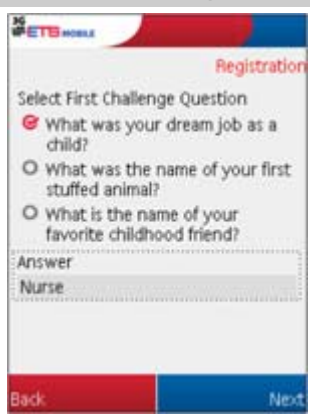 3G
ETB MOBILE
Registration
Select First Challenge Question
What was your dream job as a
child?
What was the name of your first
stuffed animal?
What is the name of your
favorite childhood friend?
Answer
Nurse
Back
Next